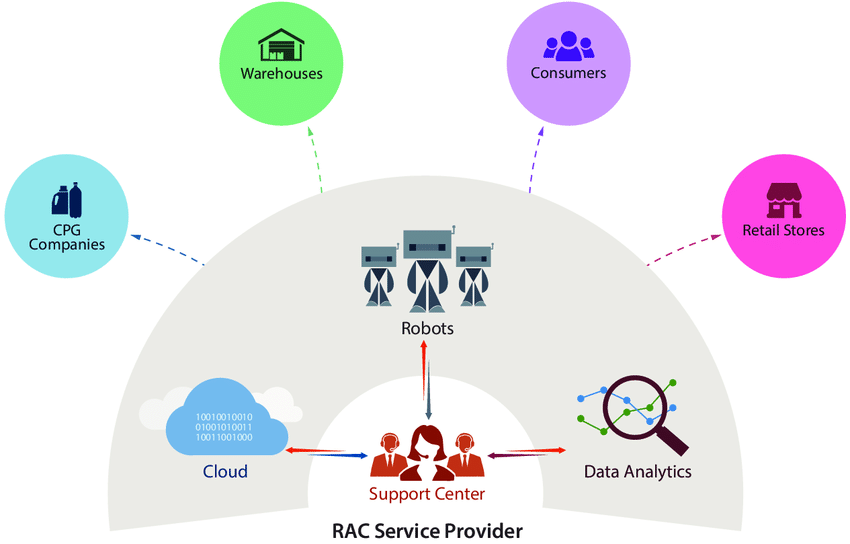 Warehouses
Consumers
CPG
Companies
Retail Stores
Robots
10010010010
01001010011
10011001000
Cloud
Data Analytics
Support Center
RAC Service Provider